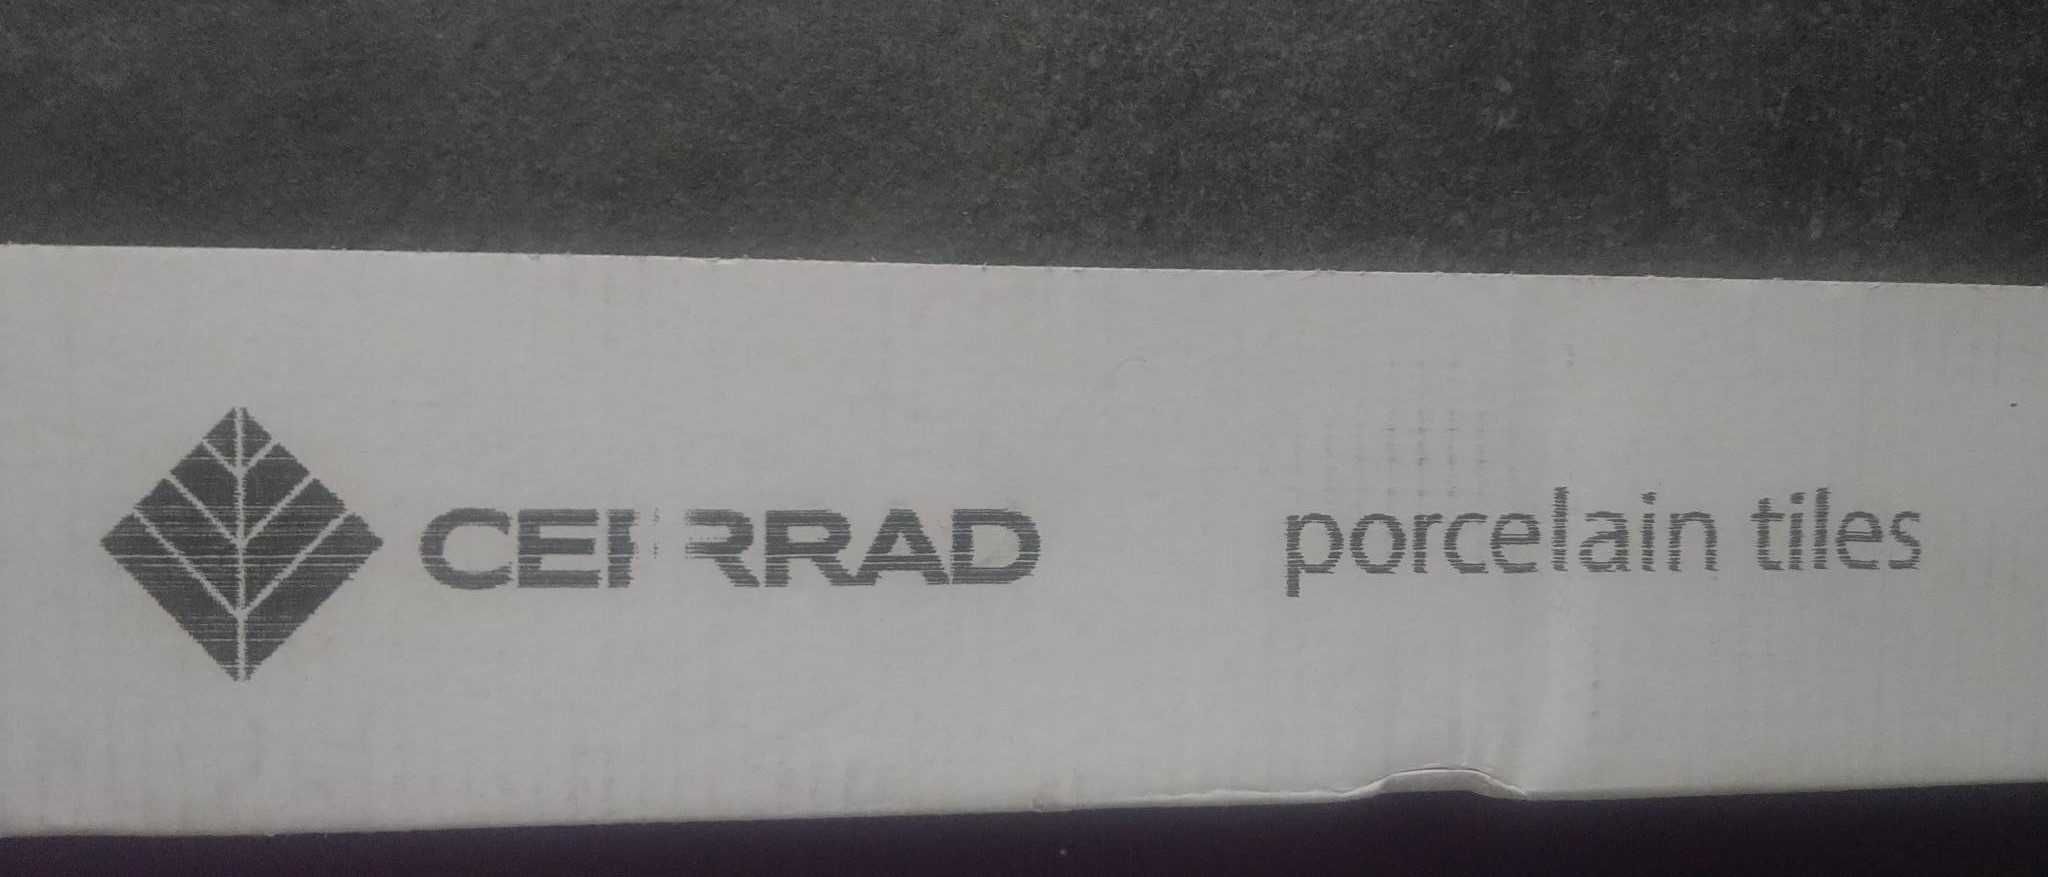 CERRAD porcelain tiles